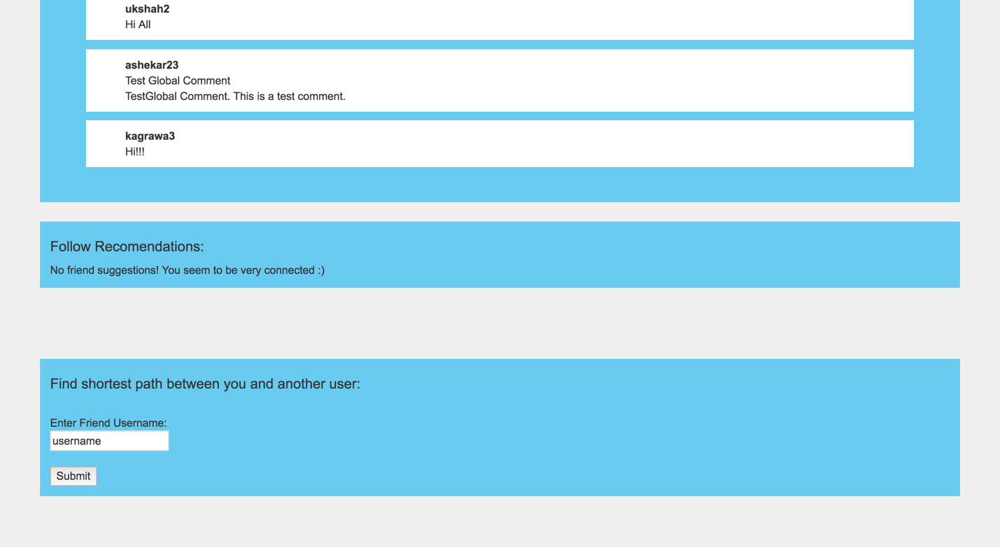 ukshah2
Hi All
ashekar23
Test Global Comment
TestGlobal Comment. This is a test comment.
kagrawa3
Hi!!!
Follow Recomendations:
No friend suggestions! You seem to be very connected :)
Find shortest path between you and another user:
Enter Friend Username:
username
Submit